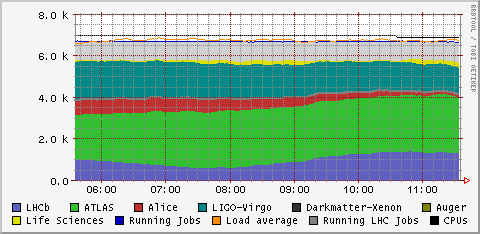 8.0 k
6.0 k
4.0 k
2.0 k
0.0
06:00 07:00 08:00 09:00 10:00 11:00
LHCb ATLAS Alice LIGO-Virgo Darkmatter-Xenon Auger
Life Sciences Running Jobs Load average Running LHC Jobs CPUs
RRDTOOL / TOBI OETIKER